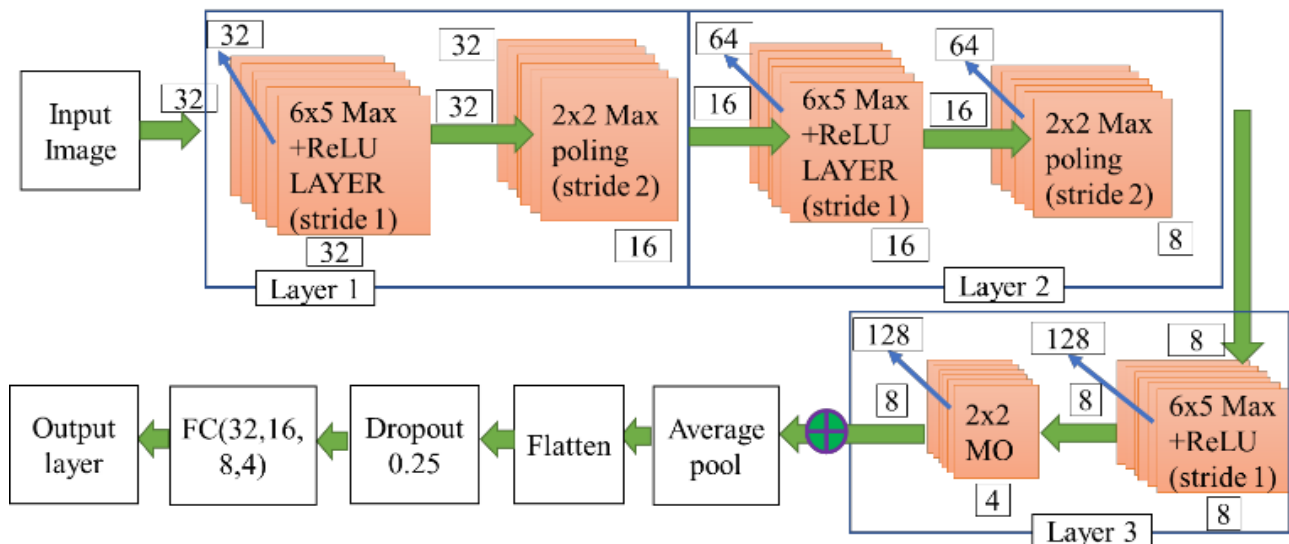 Input
Image
32
32
6x5 Max
+ReLU
LAYER
(stride 1)
32
32
32
2x2 Max
poling
(stride 2)
16
Layer 1
64
16
6x5 Max
+ReLU
LAYER
(stride 1)
16
64
16
2x2 Max
poling
(stride 2)
8
Layer 2
8
128
6x5 Max
+ReLU
(stride 1)
8
8
128
2x2
MO
4
8
Layer 3
Average
pool
Flatten
Dropout
0.25
FC(32,16,
8,4)
Output
layer